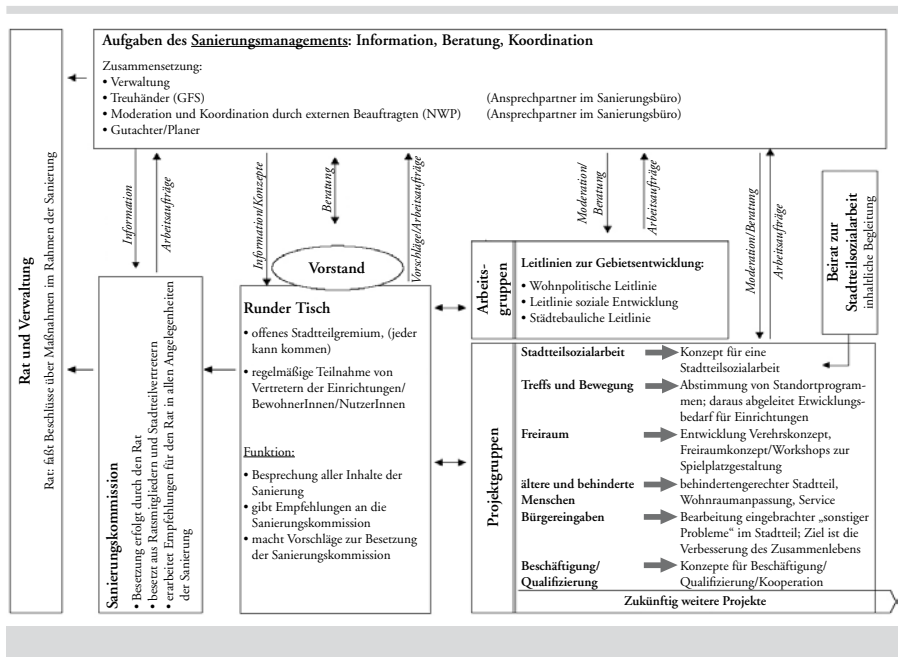 Aufgaben des Sanierungsmanagements: Information, Beratung, Koordination
Zusammensetzung:
• Verwaltung
• Treuhänder (GFS) (Ansprechpartner im Sanierungsbüro)
• Moderation und Koordination durch externen Beauftragten (NWP) (Ansprechpartner im Sanierungsbüro)
• Gutachter/Planer
Rat und Verwaltung
Rat: faßt Beschlüsse über Maßnahmen im Rahmen der Sanierung
Information
Arbeitsaufträge
Information/Konzepte
Beratung
Vorschläge/Arbeitsaufträge
Moderation/
Beratung
Arbeitsaufträge
Moderation/Beratung
Arbeitsaufträge
Beirat zur
Stadtteilsozialarbeit
inhaltliche Begleitung
Sanierungskommission
• Besetzung erfolgt durch den Rat
• besetzt aus Ratsmitgliedern und Stadtteilvertretern
• erarbeitet Empfehlungen für den Rat in allen Angelegenheiten
der Sanierung
Vorstand
Runder Tisch
• offenes Stadtteilgremium, (jeder
kann kommen)
• regelmäßige Teilnahme von
Vertretern der Einrichtungen/
BewohnerInnen/NutzerInnen
Funktion:
• Besprechung aller Inhalte der
Sanierung
• gibt Empfehlungen an die
Sanierungskommission
• macht Vorschläge zur Besetzung
der Sanierungskommission
Arbeits-
gruppen
Leitlinien zur Gebietsentwicklung:
• Wohnpolitische Leitlinie
• Leitlinie soziale Entwicklung
• Städtebauliche Leitlinie
Projektgruppen
Stadtteilsozialarbeit Konzept für eine
Stadtteilsozialarbeit
Treffs und Bewegung Abstimmung von Standortprogram-
men; daraus abgeleitet Etwicklungs-
bedarf für Einrichtungen
Freiraum Entwicklung Verehrskonzept,
Freiraumkonzept/Workshops zur
Spielplatzgestaltung
ältere und behinderte behindertengerechter Stadtteil,
Menschen Wohnraumanpassung, Service
Bürgereingaben Bearbeitung eingebrachter „sonstiger
Probleme“ im Stadtteil; Ziel ist die
Verbesserung des Zusammenlebens
Beschäftigung/ Konzepte für Beschäftigung/
Qualifizierung Qualifizierung/Kooperation
Zukünftig weitere Projekte